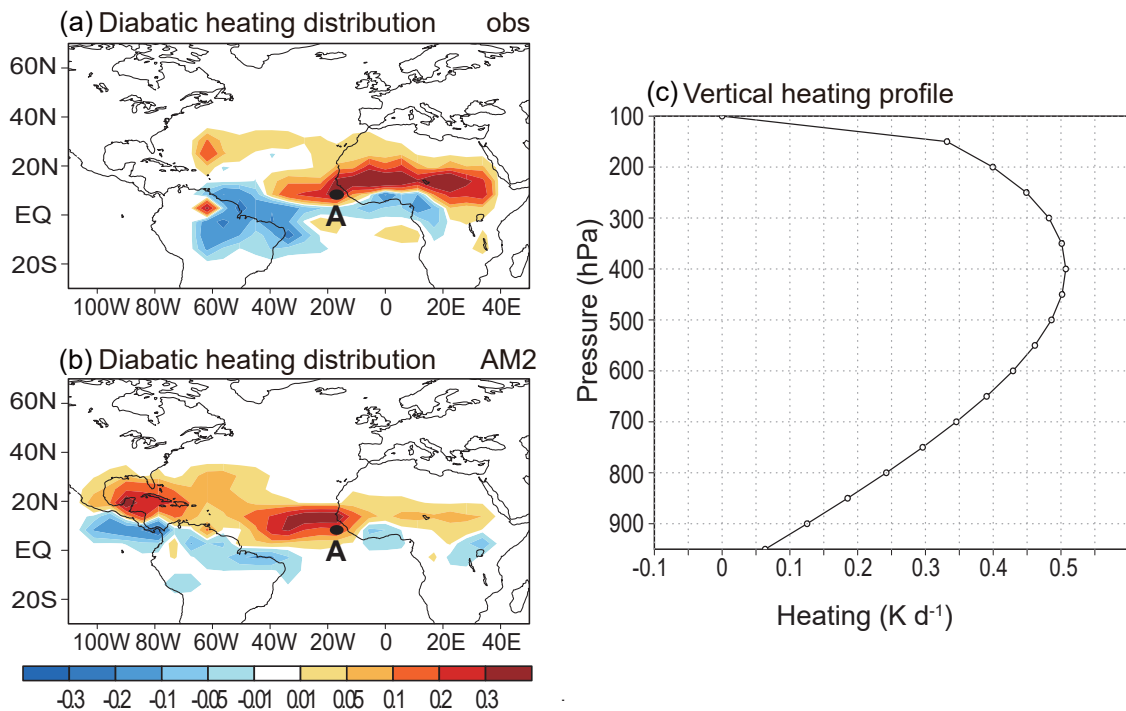 (a) Diabatic heating distribution obs
60N
40N
20N
EQ
20S
A
100W 80W 60W 40W 20W 0 20E 40E
(b) Diabatic heating distribution AM2
60N
40N
20N
EQ
20S
A
100W 80W 60W 40W 20W 0 20E 40E
-0.3 -0.2 -0.1 -0.05 -0.01 0.01 0.05 0.1 0.2 0.3
(c) Vertical heating profile
Pressure (hPa)
100
200
300
400
500
600
700
800
900
-0.1 0 0.1 0.2 0.3 0.4 0.5
Heating (K d-1)